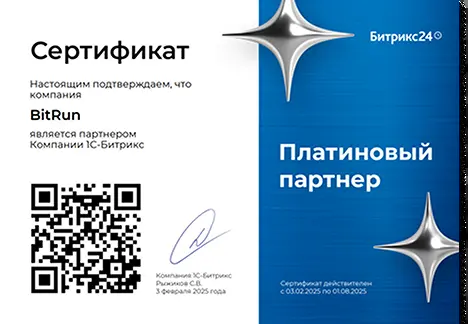 Сертификат
Настоящим подтверждаем, что
компания
BitRun
является партнером
Компании 1С-Битрикс
Компания 1С-Битрикс
Рыжиков С.В.
3 февраля 2025 года
Битрикс24
Платиновый
партнер
Сертификат действителен
с 03.02.2025 по 01.08.2025